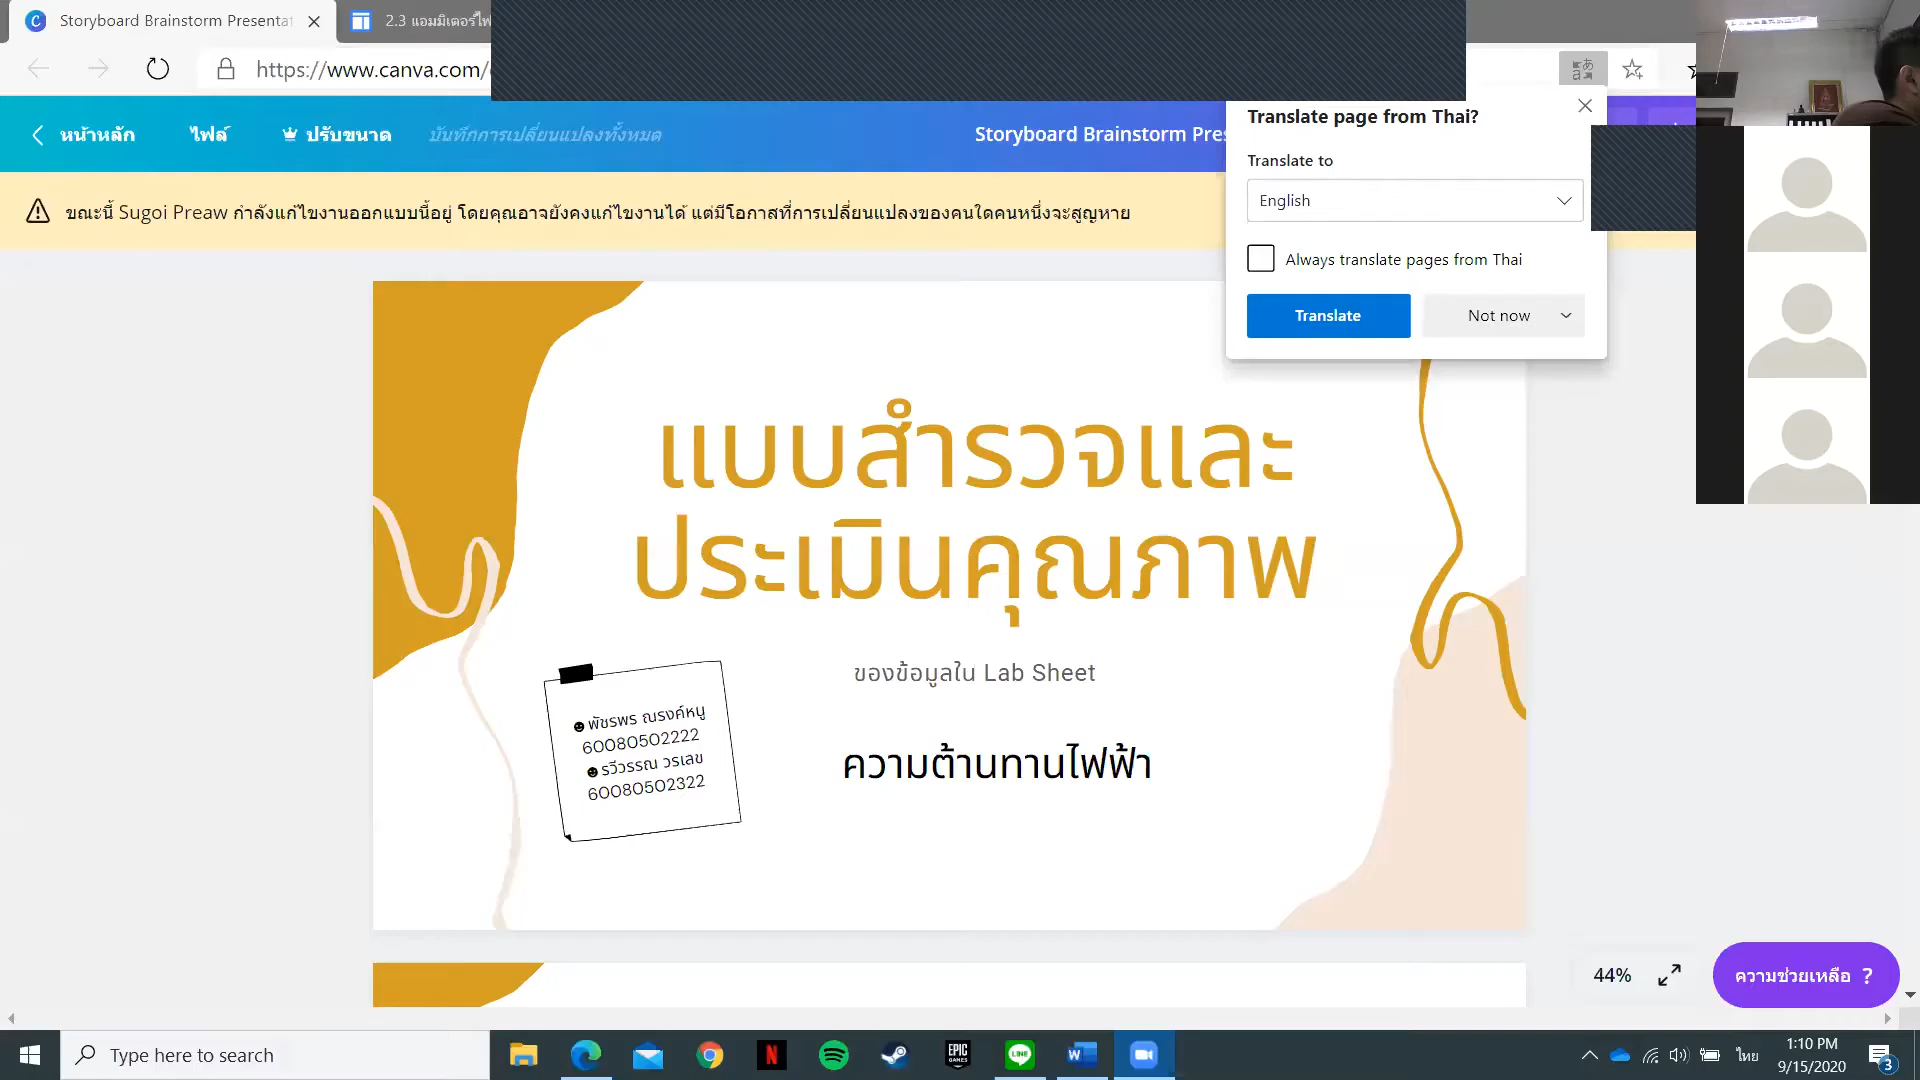 Storyboard Brainstorm Presentat
2.3 แอมมิเตอร์ไฟ
https://www.canva.com/
หน้าหลัก
ไฟล์
ปรับขนาด
บันทึกการเปลี่ยนแปลงทั้งหมด
Storyboard Brainstorm Pres
Translate page from Thai?
Translate to
English
Always translate pages from Thai
Translate
Not now
ขณะนี้ Sugoi Preaw กำลังแก้ไขงานออกแบบนี้อยู่ โดยคุณอาจยังคงแก้ไขงานได้ แต่มีโอกาสที่การเปลี่ยนแปลงของคนใดคนหนึ่งจะสูญหาย
แบบสำรวจและ
ประเมินคุณภาพ
ของข้อมูลใน Lab Sheet
ความต้านทานไฟฟ้า
พัชรพร ณรงค์หนู
60080502222
รวีวรรณ วรเลข
60080502322
44%
ความช่วยเหลือ ?
Type here to search
EPIC
GAMES
LINE
ไทย
1:10 PM
9/15/2020
3